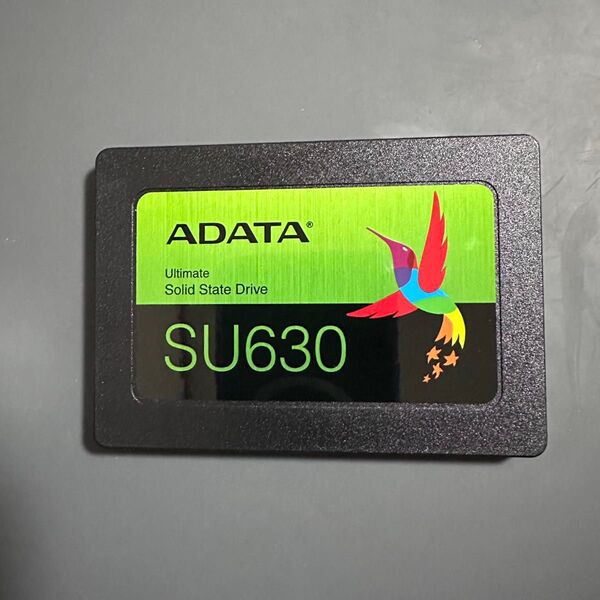 ADATA®
Ultimate
Solid State Drive
SU630